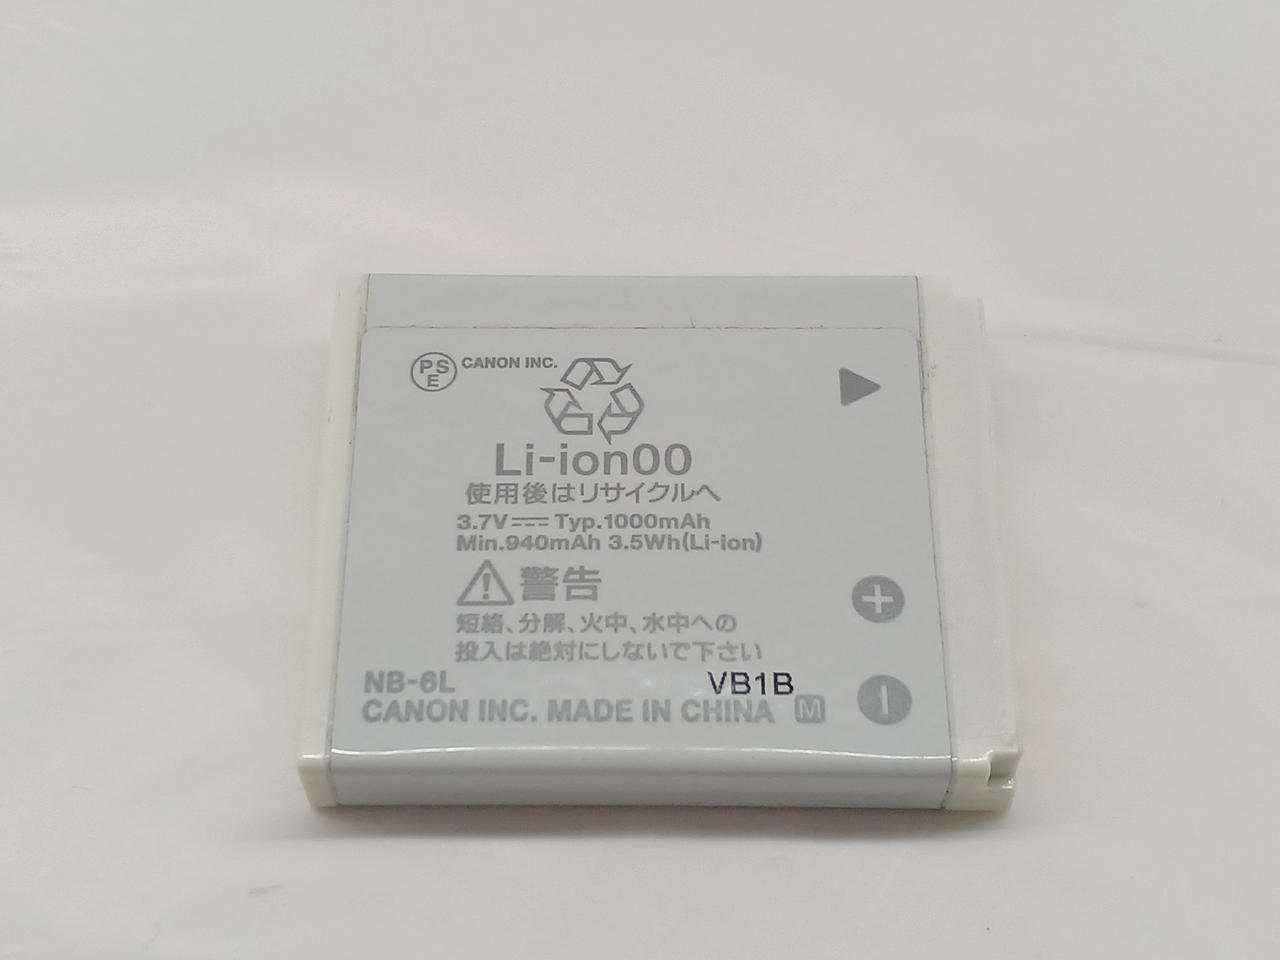 PSE CANON INC.
Li-ion00
使用後はリサイクルへ
3.7V⎓ Typ.1000mAh
Min.940mAh 3.5Wh(Li-ion)
⚠警告
短絡、分解、火中、水中への
投入は絶対にしないで下さい
NB-6L VB1B
CANON INC. MADE IN CHINA M